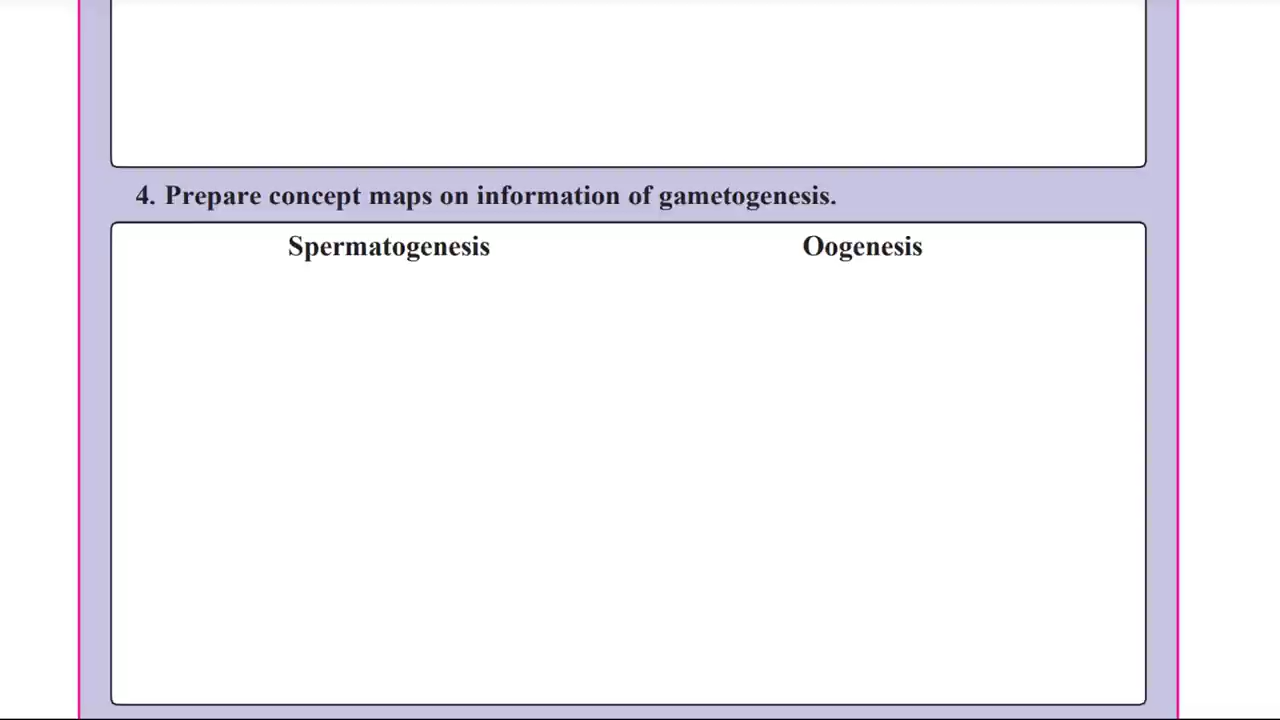 4. Prepare concept maps on information of gametogenesis.
Spermatogenesis Oogenesis